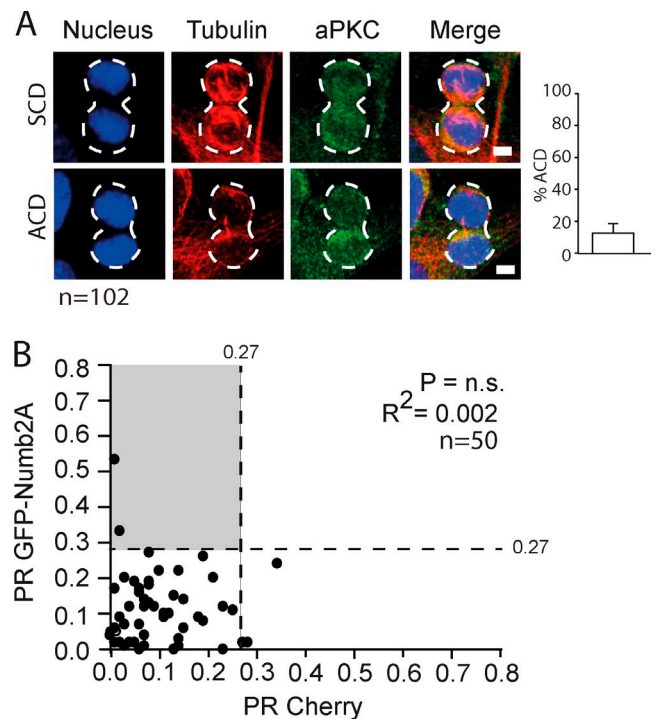 A
Nucleus Tubulin aPKC Merge
SCD
ACD
n=102
% ACD
100
80
60
40
20
0
B
0.27
P = n.s.
R2 = 0.002
n=50
PR GFP-Numb2A
0.8
0.7
0.6
0.5
0.4
0.3
0.2
0.1
0.0
0.27
0.0 0.1 0.2 0.3 0.4 0.5 0.6 0.7 0.8
PR Cherry